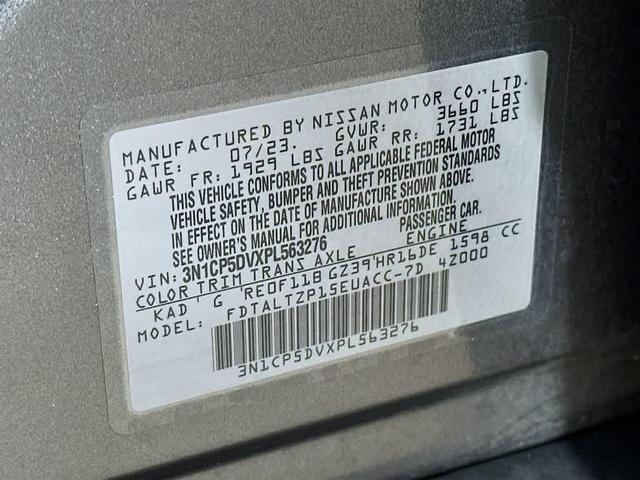 MANUFACTURED BY NISSAN MOTOR CO.,LTD.
DATE: 07/23. GVWR: 3660 LBS
GAWR FR: 1929 LBS GAWR RR: 1731 LBS
THIS VEHICLE CONFORMS TO ALL APPLICABLE FEDERAL MOTOR
VEHICLE SAFETY, BUMPER AND THEFT PREVENTION STANDARDS
IN EFFECT ON THE DATE OF MANUFACTURE SHOWN ABOVE.
SEE OWNER'S MANUAL FOR ADDITIONAL INFORMATION.
VIN: 3N1CP5DVXPL563276 PASSENGER CAR.
COLOR TRIM TRANS AXLE ENGINE
KAD ' G 'RE0F11B GZ39'HR16DE 1598 CC
MODEL: FDTALTZP15EUACC-7D 4Z000
3N1CP5DVXPL563276